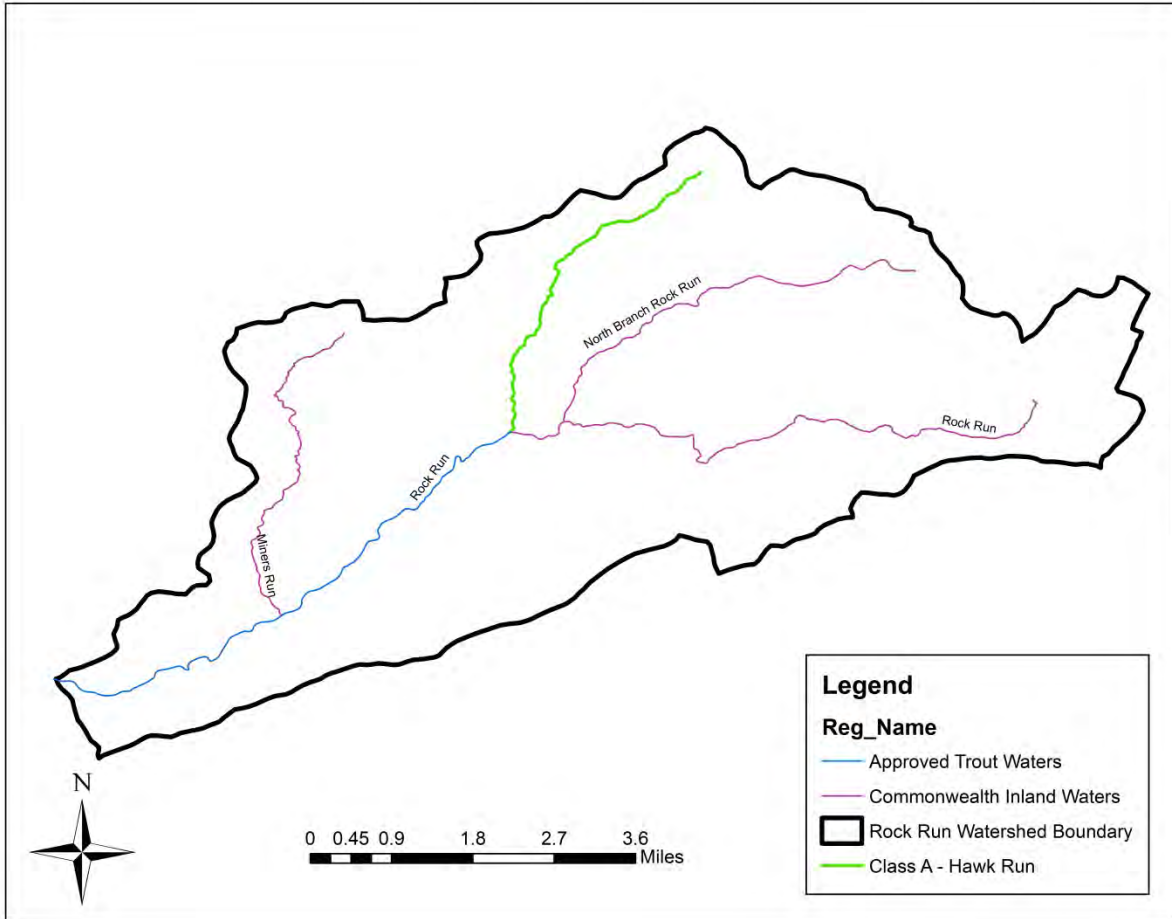 North Branch Rock Run
Rock Run
Rock Run
Miners Run
N
0 0.45 0.9 1.8 2.7 3.6
Miles
Legend
Reg_Name
Approved Trout Waters
Commonwealth Inland Waters
Rock Run Watershed Boundary
Class A - Hawk Run